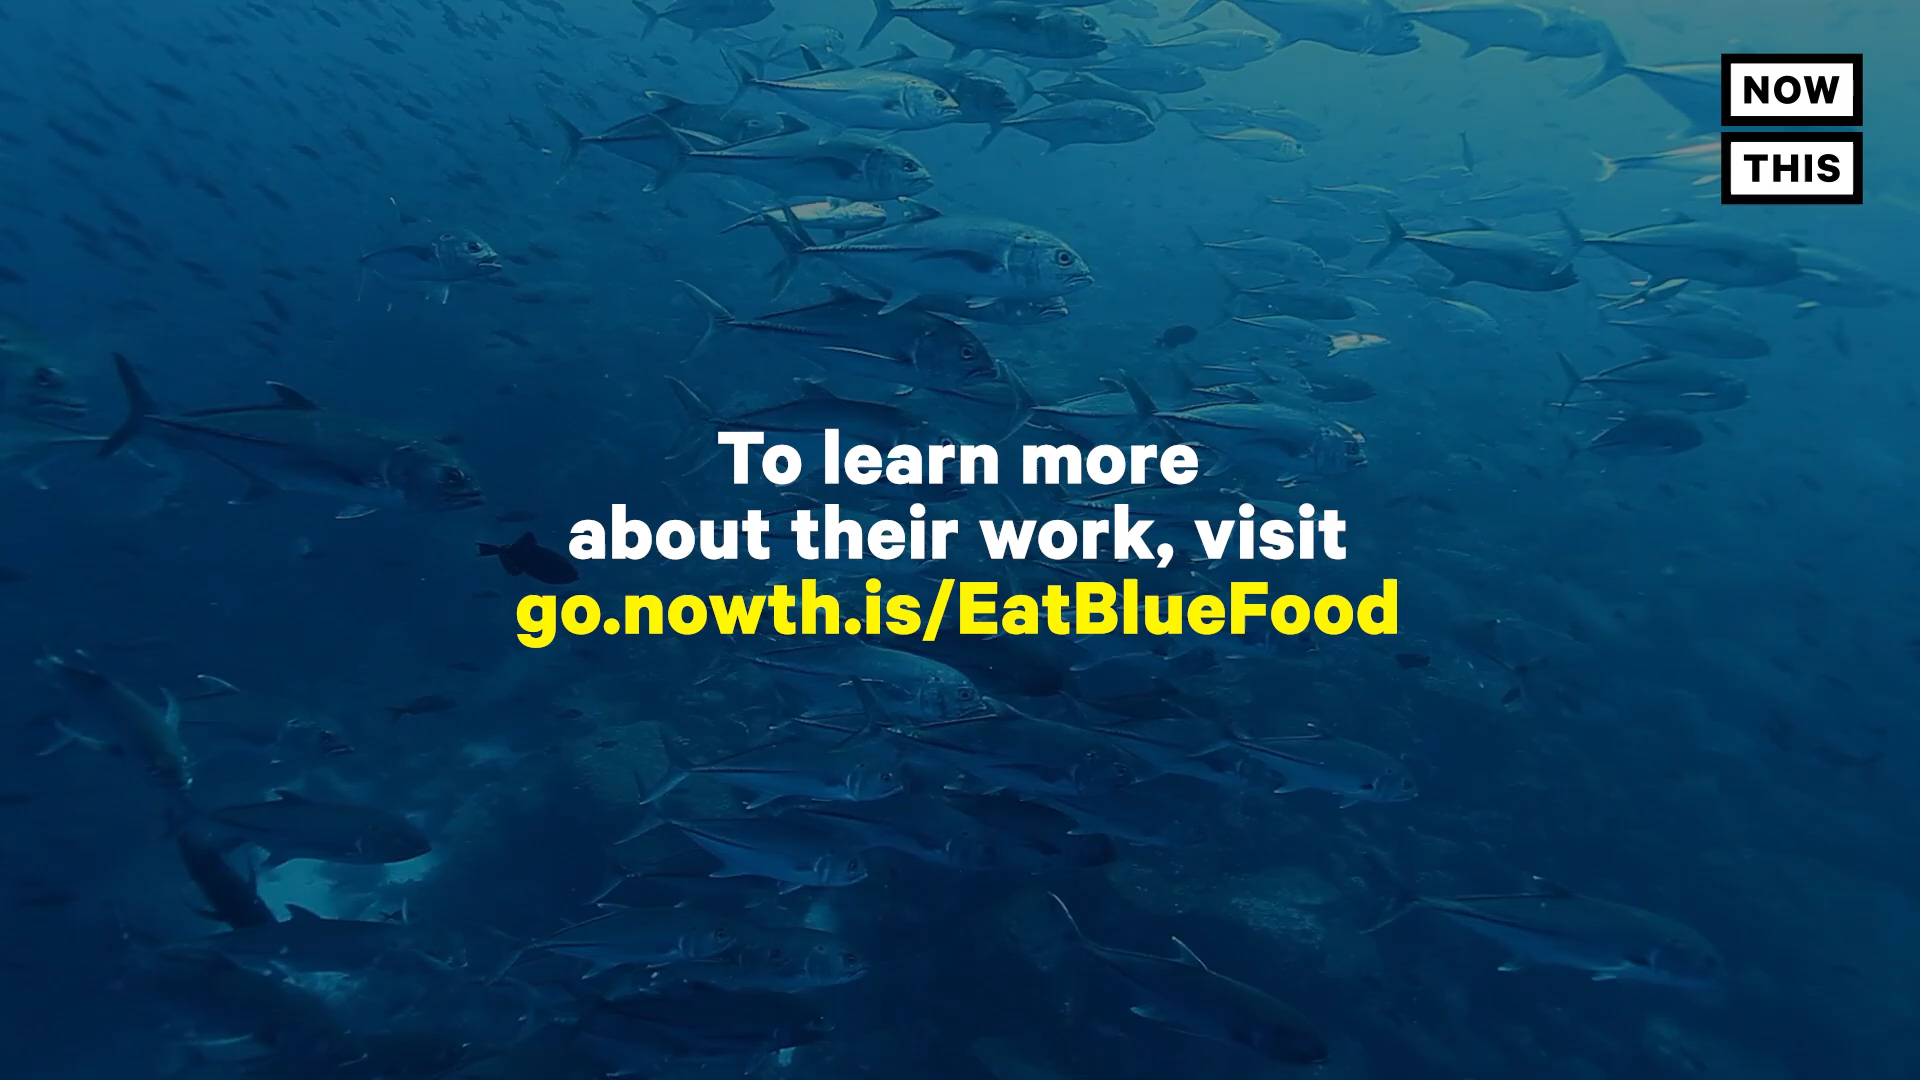 NOW
THIS
To learn more
about their work, visit
go.nowth.is/EatBlueFood